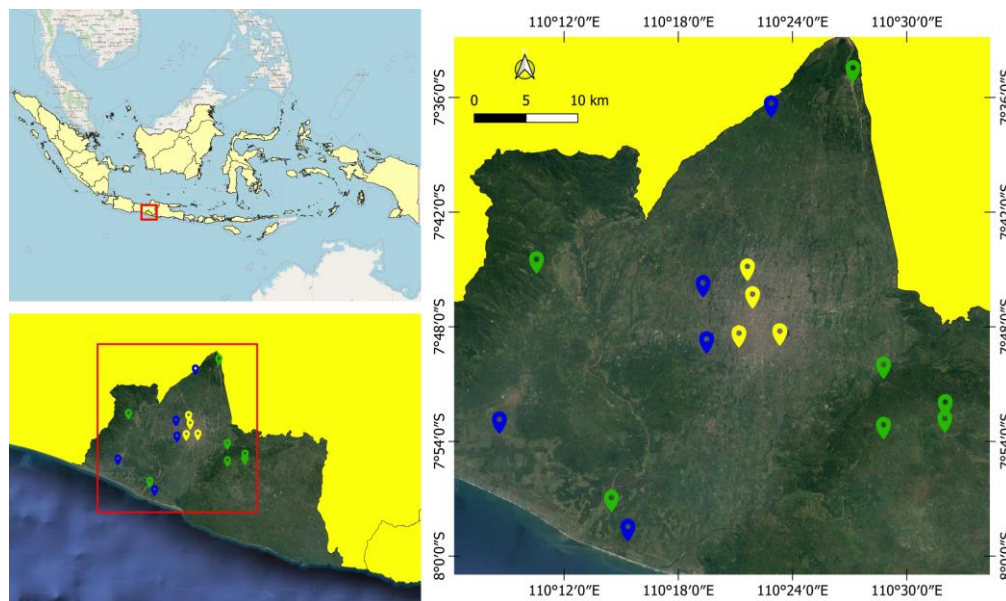 110°12′0″E 110°18′0″E 110°24′0″E 110°30′0″E
0 5 10 km
7°36′0″S 7°36′0″S
7°42′0″S 7°42′0″S
7°48′0″S 7°48′0″S
7°54′0″S 7°54′0″S
8°0′0″S 8°0′0″S
110°12′0″E 110°18′0″E 110°24′0″E 110°30′0″E